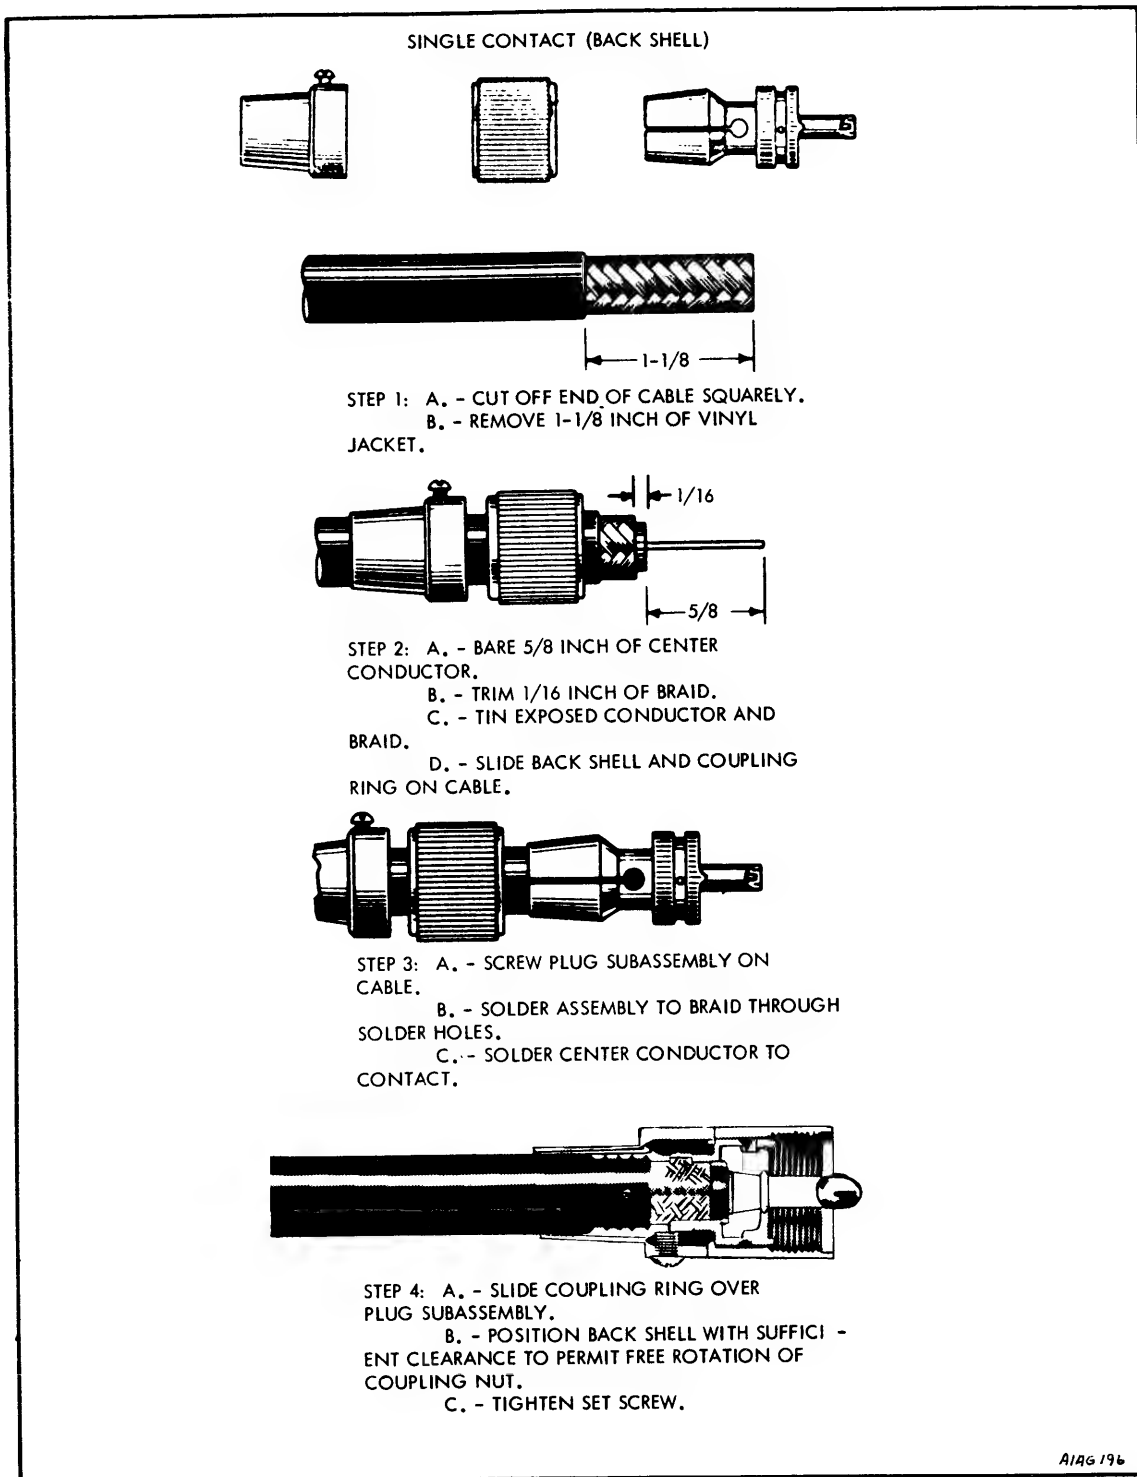 SINGLE CONTACT (BACK SHELL)
1-1/8
STEP 1: A. - CUT OFF END OF CABLE SQUARELY.
B. - REMOVE 1-1/8 INCH OF VINYL
JACKET.
1/16
5/8
STEP 2: A. - BARE 5/8 INCH OF CENTER
CONDUCTOR.
B. - TRIM 1/16 INCH OF BRAID.
C. - TIN EXPOSED CONDUCTOR AND
BRAID.
D. - SLIDE BACK SHELL AND COUPLING
RING ON CABLE.
STEP 3: A. - SCREW PLUG SUBASSEMBLY ON
CABLE.
B. - SOLDER ASSEMBLY TO BRAID THROUGH
SOLDER HOLES.
C. - SOLDER CENTER CONDUCTOR TO
CONTACT.
STEP 4: A. - SLIDE COUPLING RING OVER
PLUG SUBASSEMBLY.
B. - POSITION BACK SHELL WITH SUFFICI -
ENT CLEARANCE TO PERMIT FREE ROTATION OF
COUPLING NUT.
C. - TIGHTEN SET SCREW.
A1AG196